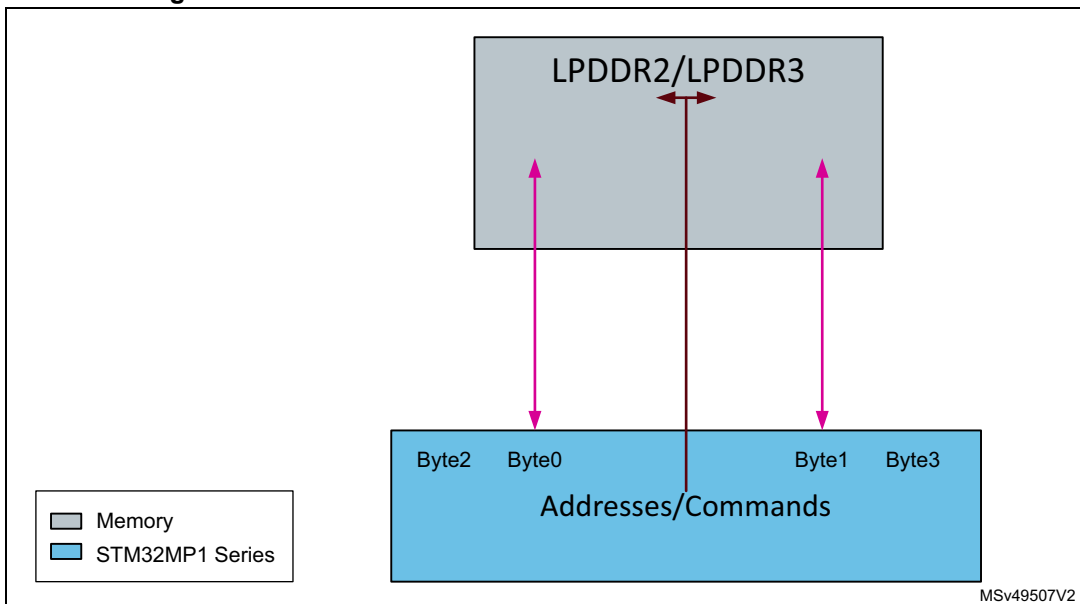 LPDDR2/LPDDR3
Byte2 Byte0 Byte1 Byte3
Addresses/Commands
Memory
STM32MP1 Series
MSv49507V2